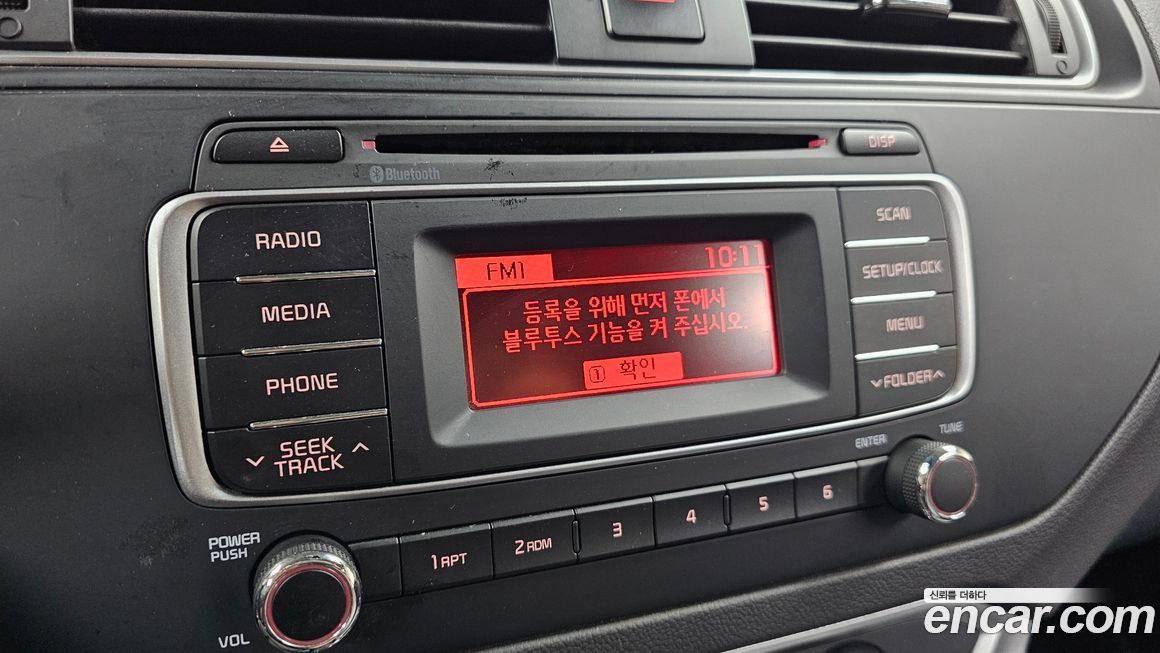 DISP
Bluetooth
RADIO
MEDIA
PHONE
SEEK
TRACK
FM1
10:11
등록을 위해 먼저 폰에서
블루투스 기능을 켜 주십시오.
1 확인
SCAN
SETUP/CLOCK
MENU
FOLDER
ENTER
TUNE
POWER
PUSH
VOL
1 RPT
2 RDM
3
4
5
6
신뢰를 더하다
encar.com